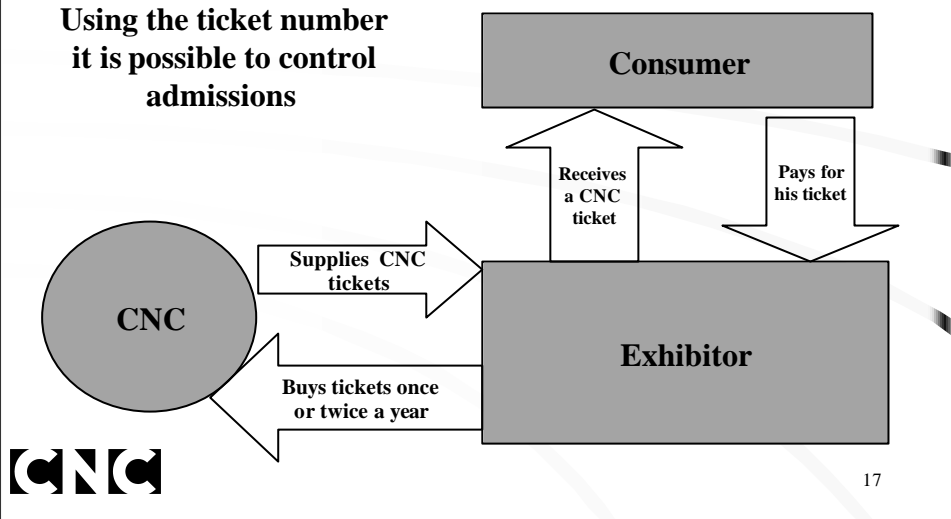 Using the ticket number
it is possible to control
admissions
Consumer
Receives
a CNC
ticket
Pays for
his ticket
Supplies CNC
tickets
CNC
Exhibitor
Buys tickets once
or twice a year
CNC
17